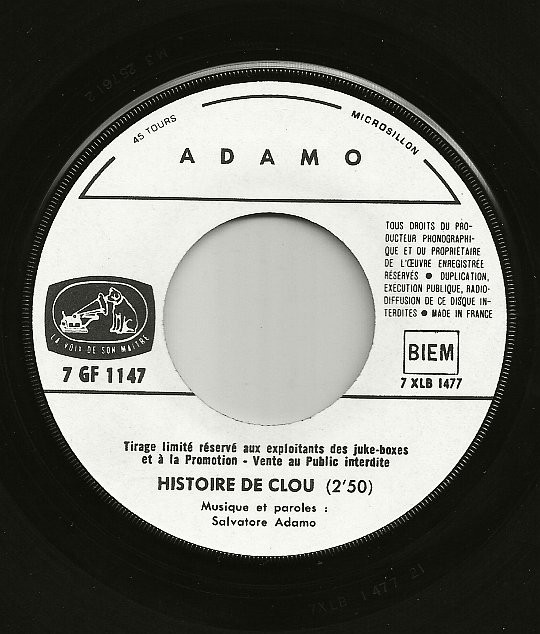 45 TOURS
MICROSILLON
ADAMO
TOUS DROITS DU PRO-
DUCTEUR PHONOGRAPHI-
QUE ET DU PROPRIÉTAIRE
DE L'ŒUVRE ENREGISTRÉE
RÉSERVÉS ● DUPLICATION,
EXECUTION PUBLIQUE, RADIO-
DIFFUSION DE CE DISQUE IN-
TERDITES ● MADE IN FRANCE
LA VOIX DE SON MAITRE
7 GF 1147
BIEM
7 XLB 1477
Tirage limité réservé aux exploitants des juke-boxes
et à la Promotion - Vente au Public interdite
HISTOIRE DE CLOU (2'50)
Musique et paroles :
Salvatore Adamo
7XLB 1477